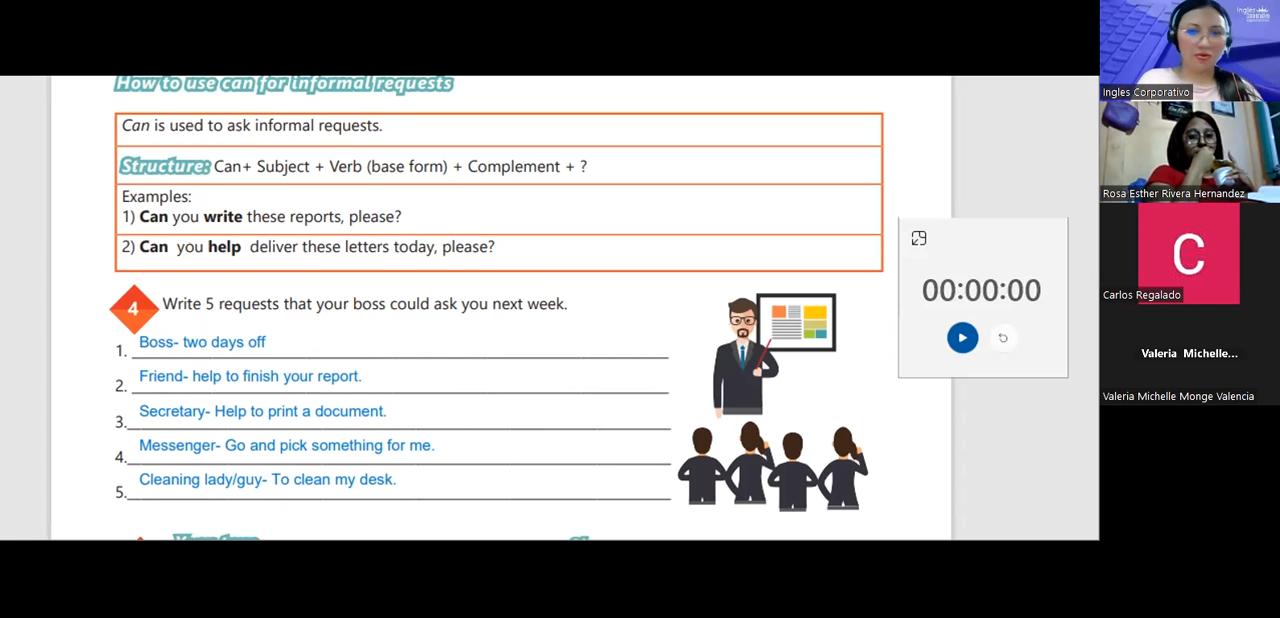 How to use can for informal requests
Can is used to ask informal requests.
Structure: Can+ Subject + Verb (base form) + Complement + ?
Examples:
1) Can you write these reports, please?
2) Can you help deliver these letters today, please?
4 Write 5 requests that your boss could ask you next week.
1. Boss- two days off
2. Friend- help to finish your report.
3. Secretary- Help to print a document.
4. Messenger- Go and pick something for me.
5. Cleaning lady/guy- To clean my desk.
00:00:00
Ingles
Ingles Corporativo
Rosa Esther Rivera Hernandez
C
Carlos Regalado
Valeria Michelle...
Valeria Michelle Monge Valencia